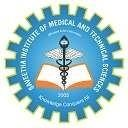 SAVEETHA INSTITUTE OF MEDICAL AND TECHNICAL SCIENCES
2005
Knowledge Conquers All